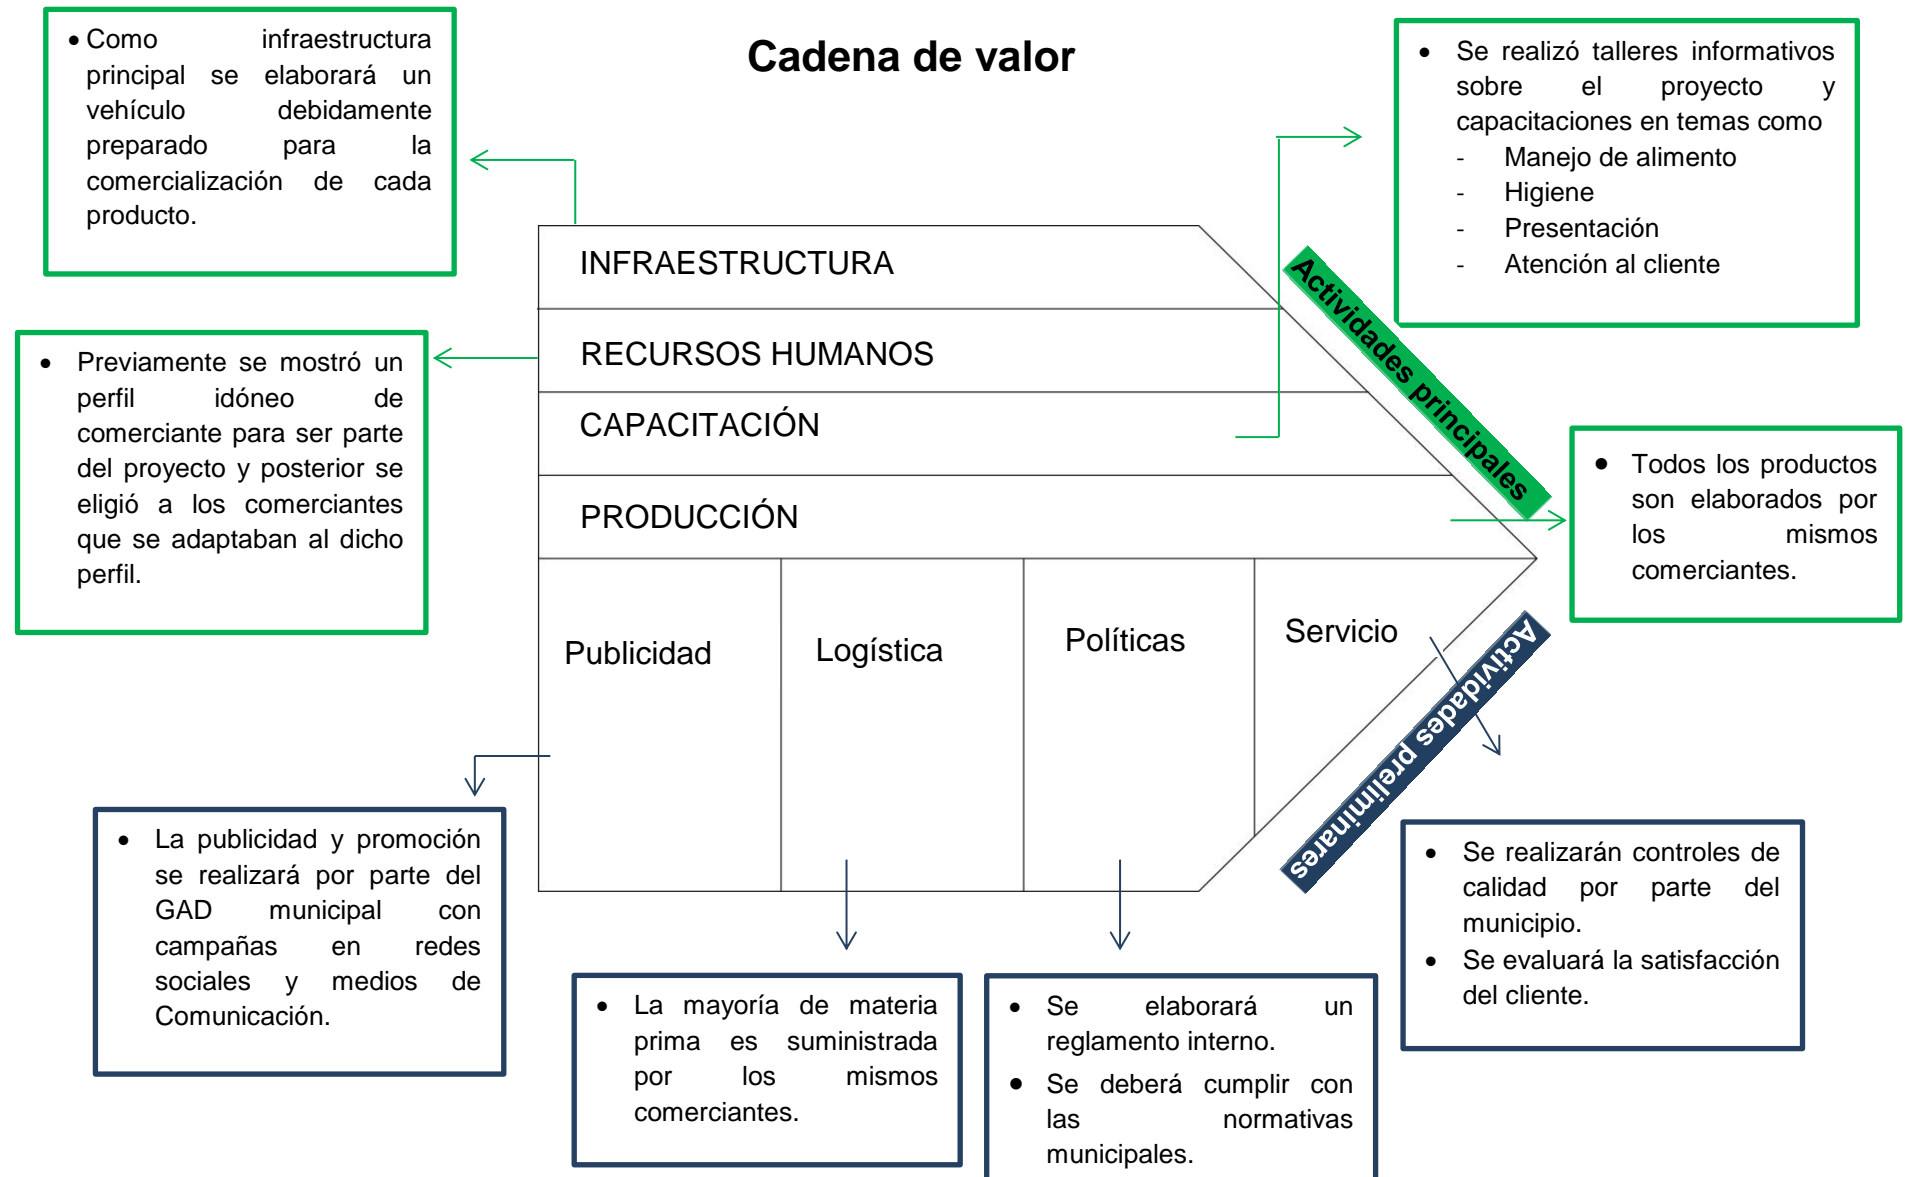 Cadena de valor
• Como infraestructura
principal se elaborará un
vehículo debidamente
preparado para la
comercialización de cada
producto.
• Se realizó talleres informativos
sobre el proyecto y
capacitaciones en temas como
- Manejo de alimento
- Higiene
- Presentación
- Atención al cliente
INFRAESTRUCTURA
RECURSOS HUMANOS
CAPACITACIÓN
PRODUCCIÓN
Actividades principales
• Previamente se mostró un
perfil idóneo de
comerciante para ser parte
del proyecto y posterior se
eligió a los comerciantes
que se adaptaban al dicho
perfil.
• Todos los productos
son elaborados por
los mismos
comerciantes.
Publicidad
Logística
Políticas
Servicio
Actividades preliminares
• La publicidad y promoción
se realizará por parte del
GAD municipal con
campañas en redes
sociales y medios de
Comunicación.
• La mayoría de materia
prima es suministrada
por los mismos
comerciantes.
• Se elaborará un
reglamento interno.
• Se deberá cumplir con
las normativas
municipales.
• Se realizarán controles de
calidad por parte del
municipio.
• Se evaluará la satisfacción
del cliente.